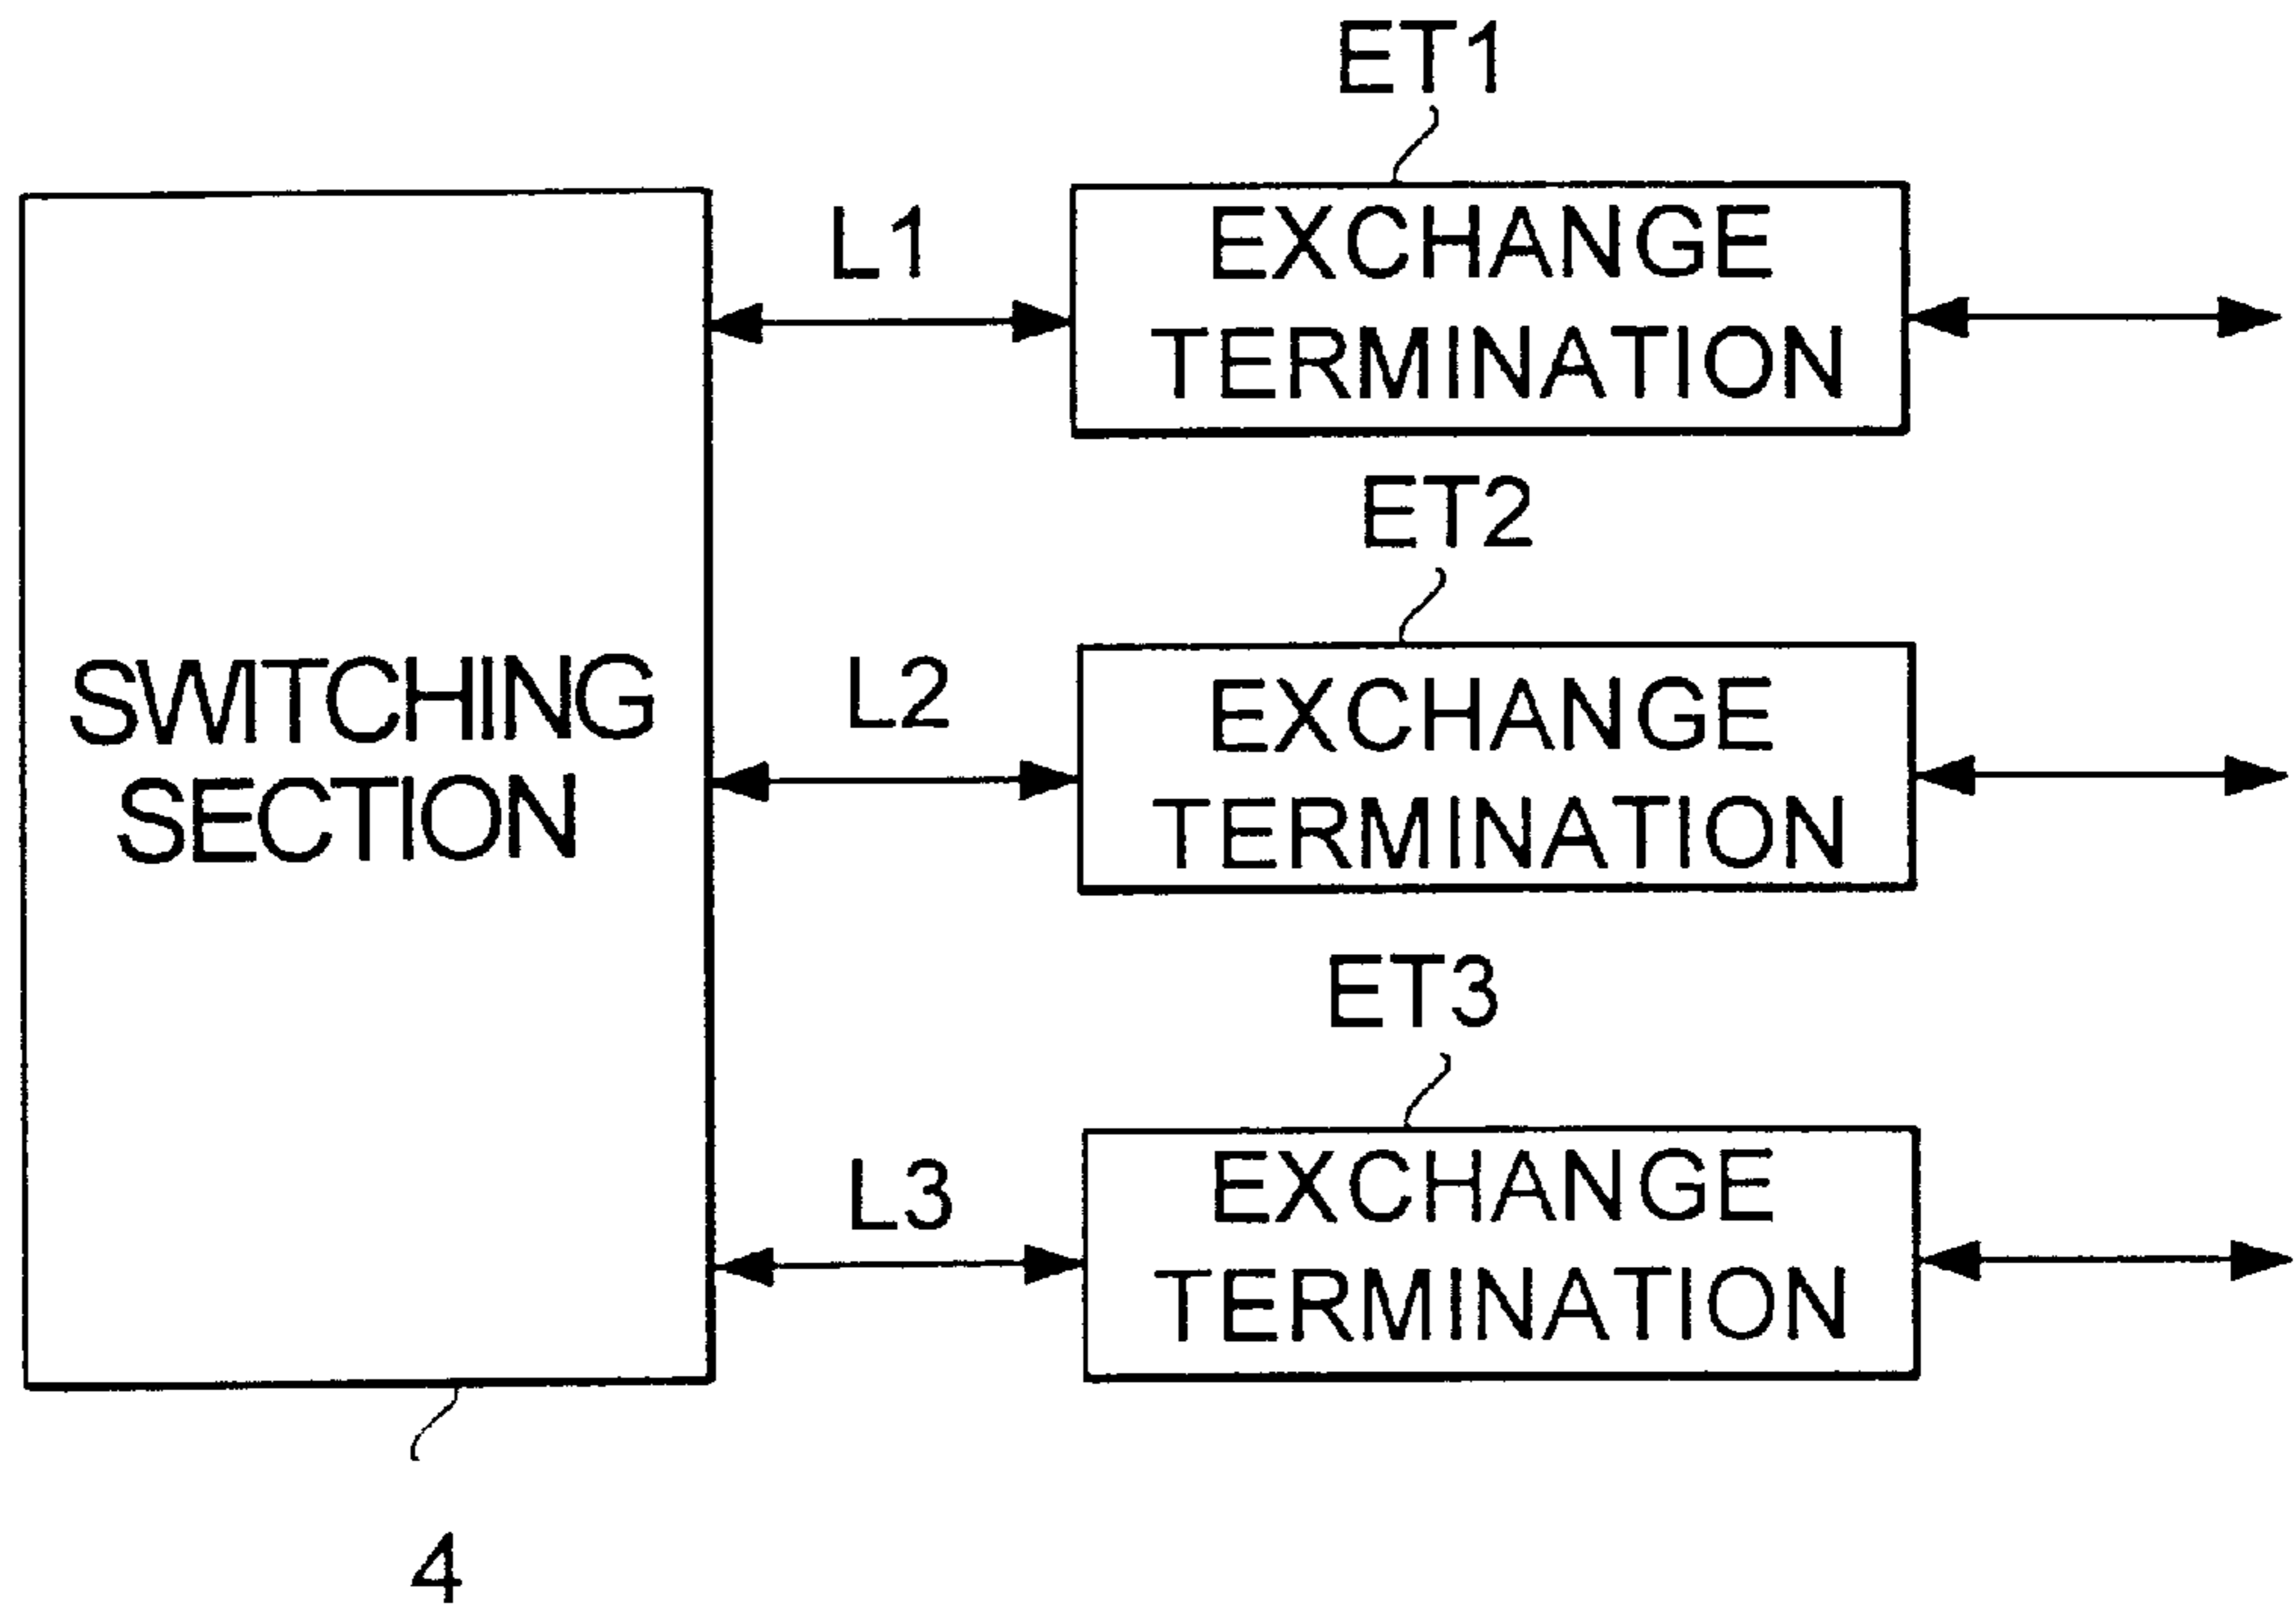 ET1
L1
EXCHANGE
TERMINATION
ET2
SWITCHING
SECTION
L2
EXCHANGE
TERMINATION
ET3
L3
EXCHANGE
TERMINATION
4